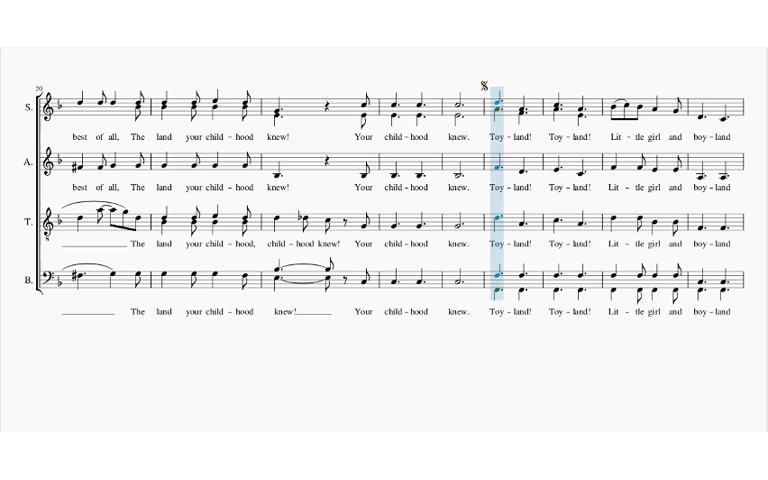 20
S.
best of all, The land your child - hood knew! Your child - hood knew. Toy - land! Toy - land! Lit - tle girl and boy - land
A.
best of all, The land your child - hood knew! Your child - hood knew. Toy - land! Toy - land! Lit - tle girl and boy - land
T.
The land your child - hood, child - hood knew! Your child - hood knew. Toy - land! Toy - land! Lit - tle girl and boy - land
B.
The land your child - hood knew! Your child - hood knew. Toy - land! Toy - land! Lit - tle girl and boy - land